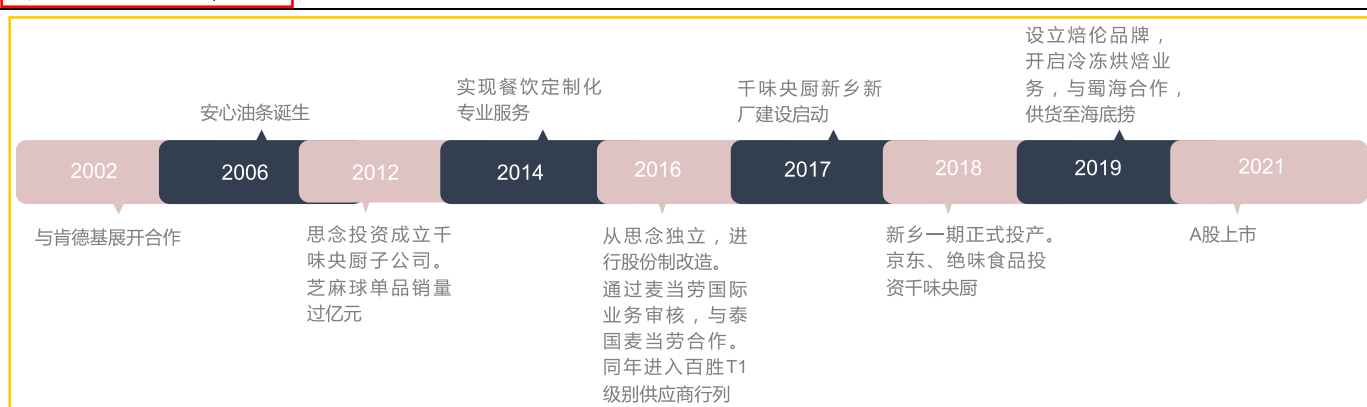 设立焙伦品牌，
开启冷冻烘焙业
务，与蜀海合作，
供货至海底捞
实现餐饮定制化
专业服务
千味央厨新乡新
厂建设启动
安心油条诞生
2002
2006
2012
2014
2016
2017
2018
2019
2021
与肯德基展开合作
思念投资成立千
味央厨子公司。
芝麻球单品销量
过亿元
从思念独立，进
行股份制改造。
通过麦当劳国际
业务审核，与泰
国麦当劳合作。
同年进入百胜T1
级别供应商行列
新乡一期正式投产。
京东、绝味食品投
资千味央厨
A股上市